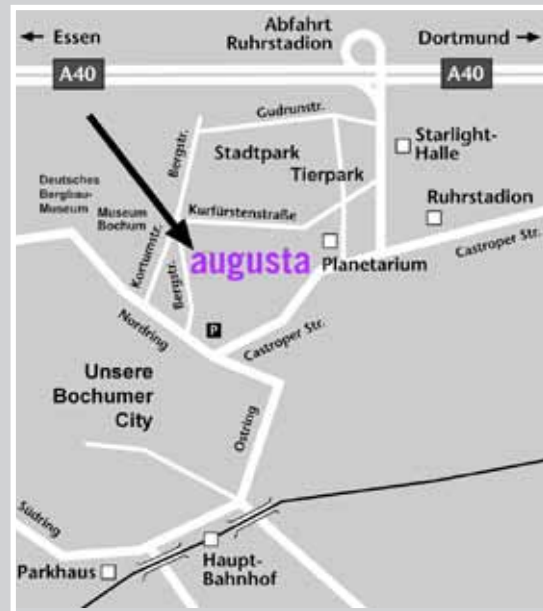 Abfahrt
Ruhrstadion
← Essen
Dortmund →
A40
A40
Gudrunstr.
Bergstr.
Stadtpark
Tierpark
Starlight-
Halle
Deutsches
Bergbau-
Museum
Museum
Bochum
Kurfürstenstraße
Ruhrstadion
Kortumstr.
augusta
Planetarium
Castroper Str.
Bergstr.
P
Nordring
Castroper Str.
Unsere
Bochumer
City
Ostring
Südring
Parkhaus
Haupt-
Bahnhof